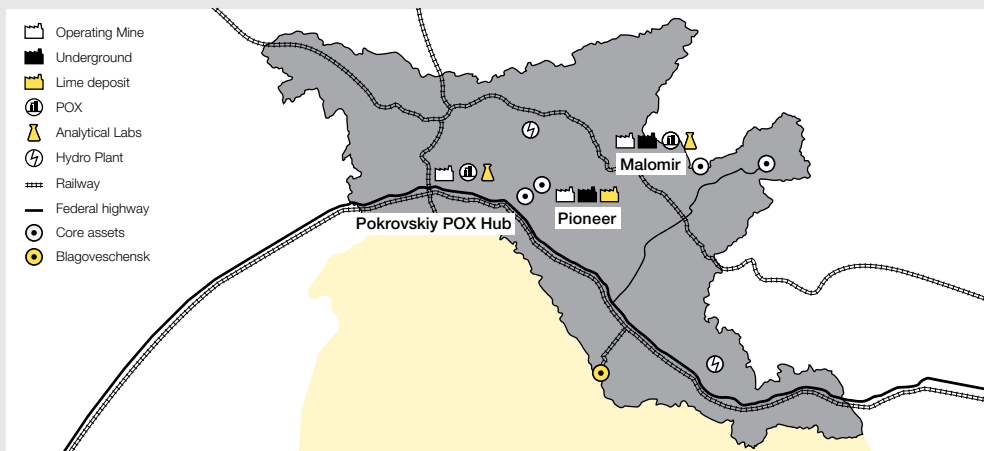 Operating Mine
Underground
Lime deposit
POX
Analytical Labs
Hydro Plant
Railway
Federal highway
Core assets
Blagoveschensk
Malomir
Pioneer
Pokrovskiy POX Hub